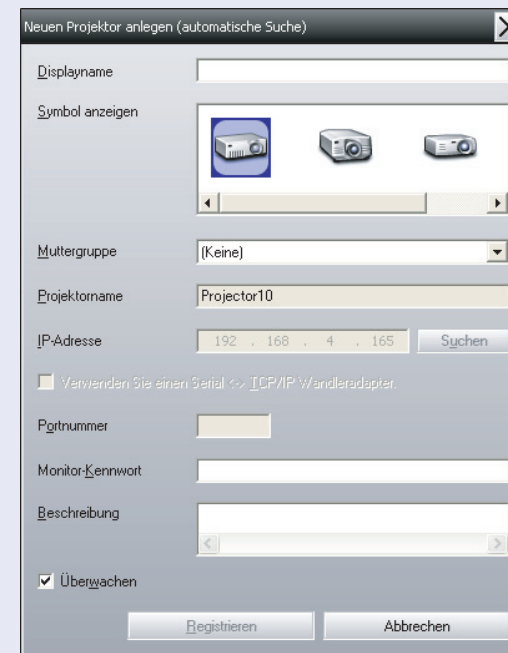 Neuen Projektor anlegen (automatische Suche)
Displayname
Symbol anzeigen
Muttergruppe (Keine)
Projektorname Projector10
IP-Adresse 192 . 168 . 4 . 165 Suchen
Verwenden Sie einen Serial <-> TCP/IP Wandleradapter.
Portnummer
Monitor-Kennwort
Beschreibung
Überwachen
Registrieren Abbrechen